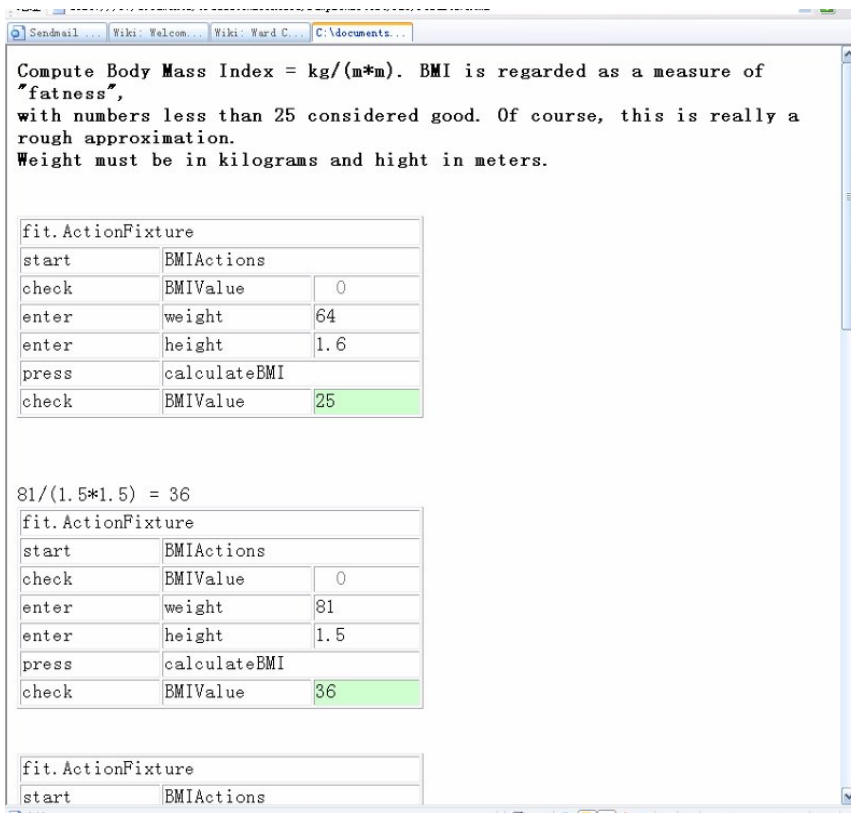 Sendmail ... Wiki: Welcom... Wiki: Ward C... C:\documents...
Compute Body Mass Index = kg/(m*m). BMI is regarded as a measure of
"fatness",
with numbers less than 25 considered good. Of course, this is really a
rough approximation.
Weight must be in kilograms and hight in meters.
fit.ActionFixture
start BMIActions
check BMIValue 0
enter weight 64
enter height 1.6
press calculateBMI
check BMIValue 25
81/(1.5*1.5) = 36
fit.ActionFixture
start BMIActions
check BMIValue 0
enter weight 81
enter height 1.5
press calculateBMI
check BMIValue 36
fit.ActionFixture
start BMIActions